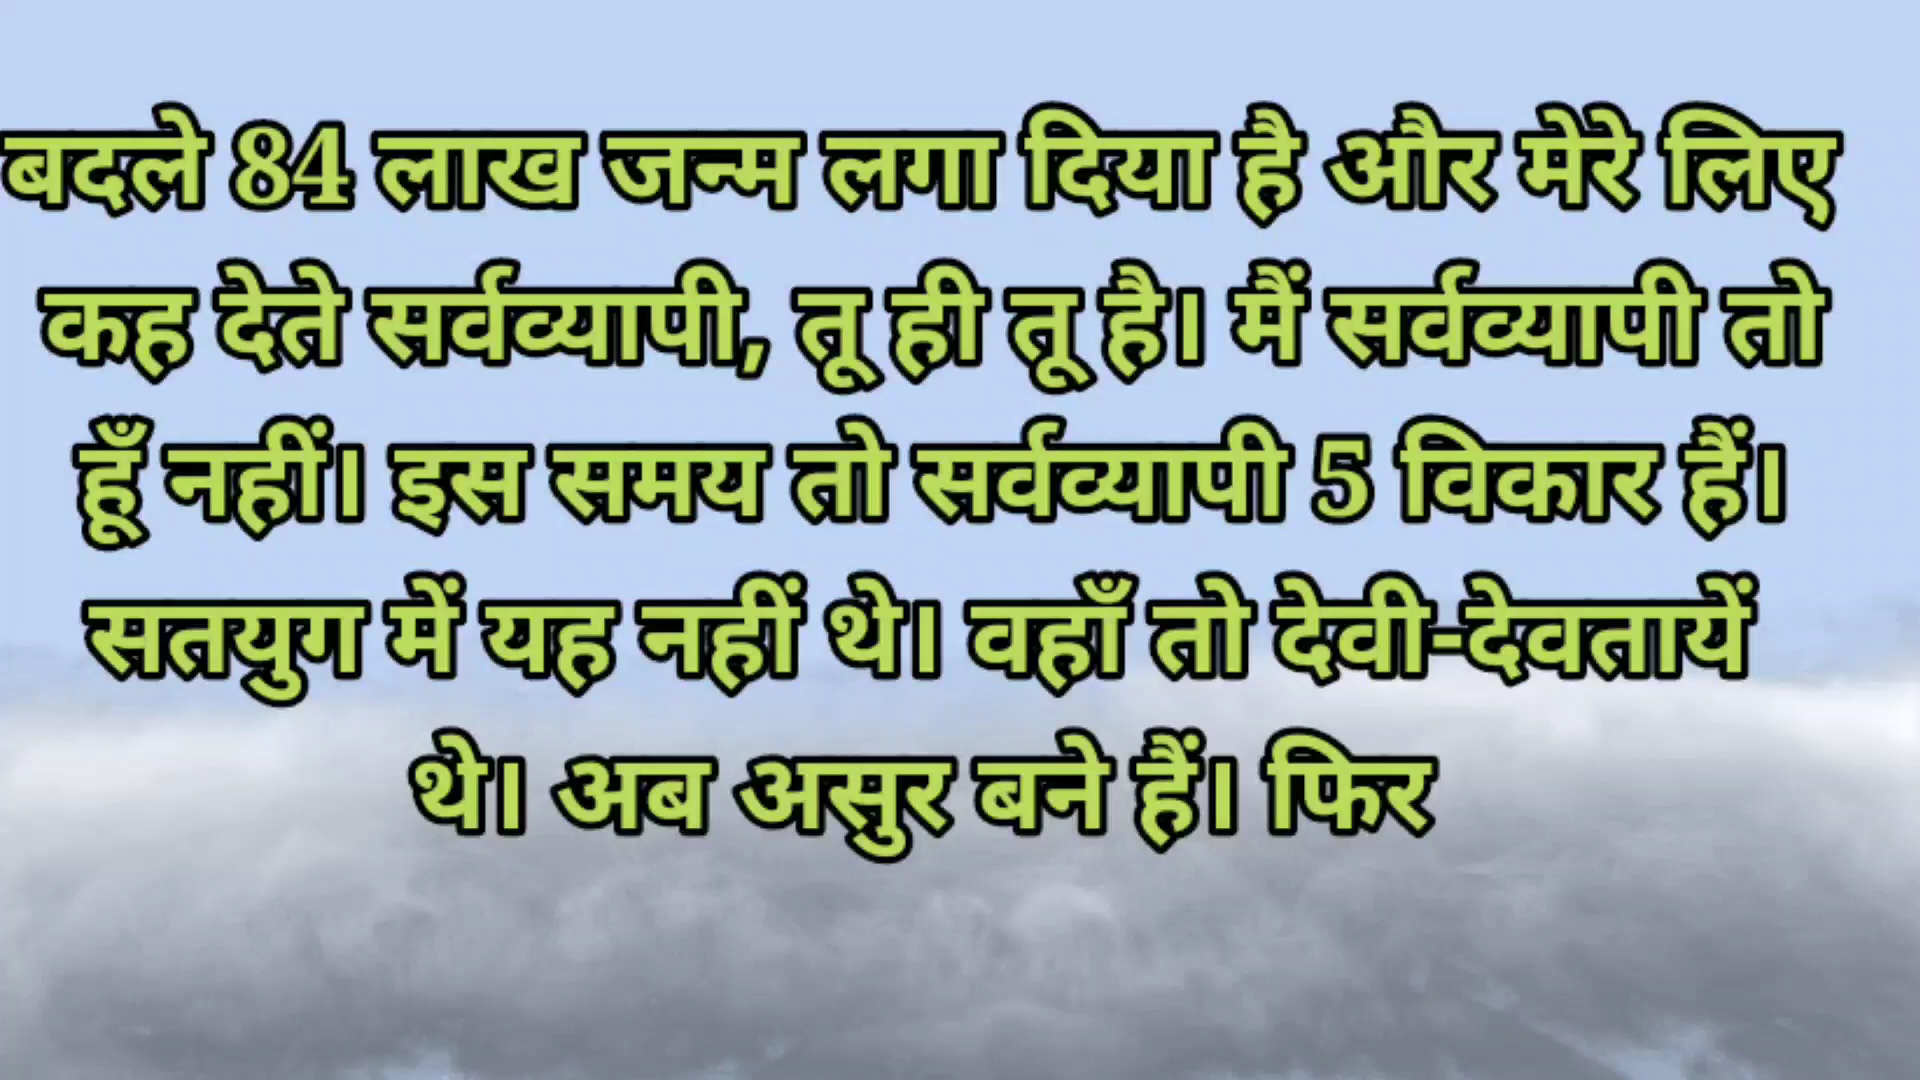 बदले 84 लाख जन्म लगा दिया है और मेरे लिए
कह देते सर्वव्यापी, तू ही तू है। मैं सर्वव्यापी तो
हूँ नहीं। इस समय तो सर्वव्यापी 5 विकार हैं।
सतयुग में यह नहीं थे। वहाँ तो देवी-देवतायें
थे। अब असुर बने हैं। फिर